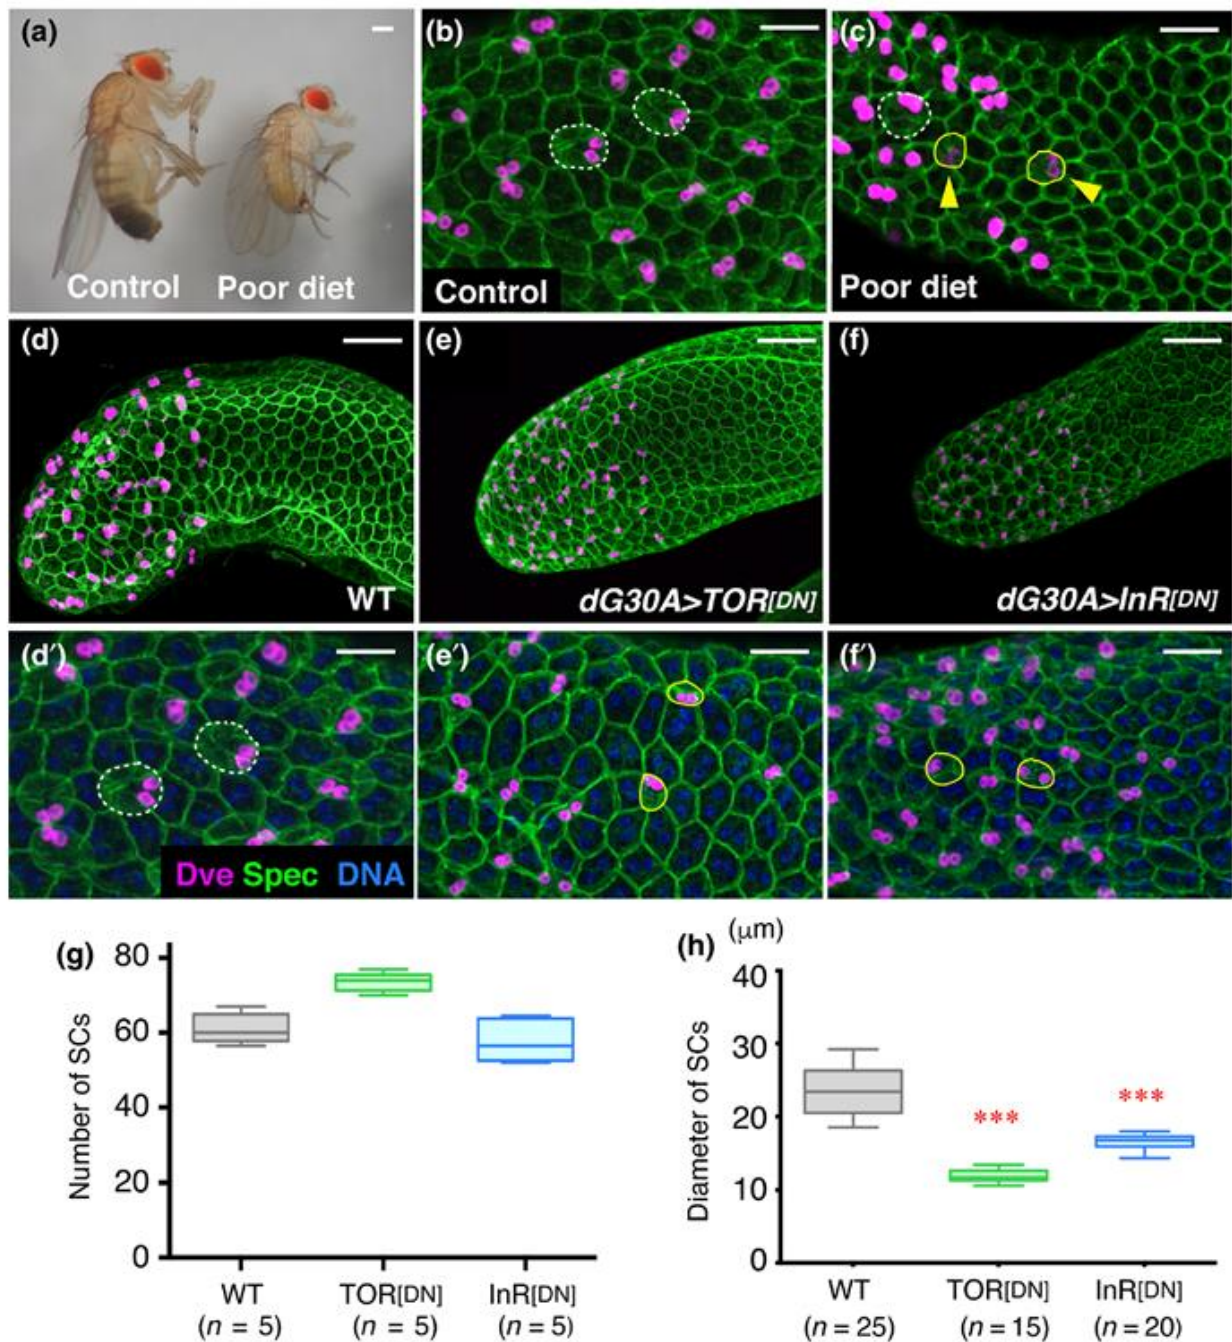 (a)
Control Poor diet
(b)
Control
(c)
Poor diet
(d)
WT
(e)
dG30A>TOR[DN]
(f)
dG30A>InR[DN]
(d′)
Dve Spec DNA
(e′)
(f′)
(g)
Number of SCs
80
60
40
20
0
WT TOR[DN] InR[DN]
(n = 5) (n = 5) (n = 5)
(h)
(μm)
Diameter of SCs
40
30
20
10
0
*** ***
WT TOR[DN] InR[DN]
(n = 25) (n = 15) (n = 20)